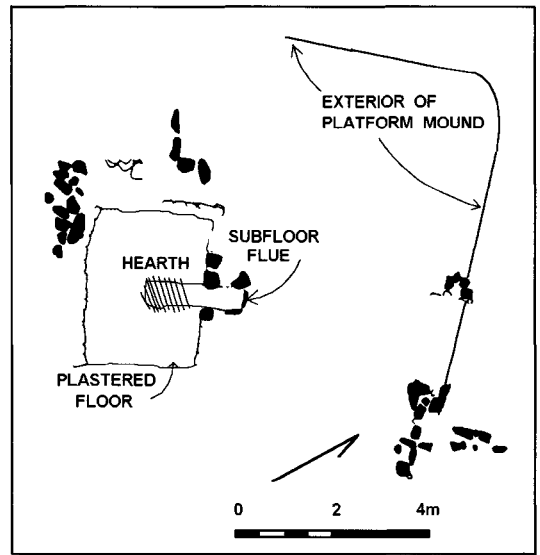 EXTERIOR OF
PLATFORM MOUND
SUBFLOOR
FLUE
HEARTH
PLASTERED
FLOOR
0 2 4m